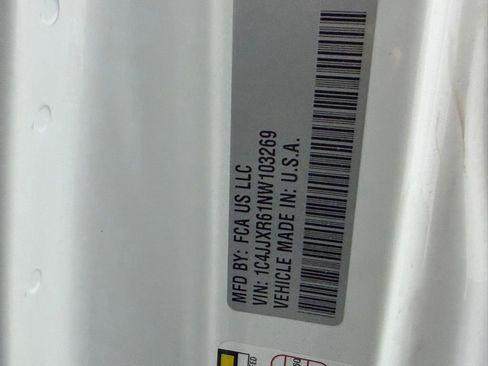 MFD BY: FCA US LLC
VIN: 1C4JJXR61NW103269
VEHICLE MADE IN: U.S.A.